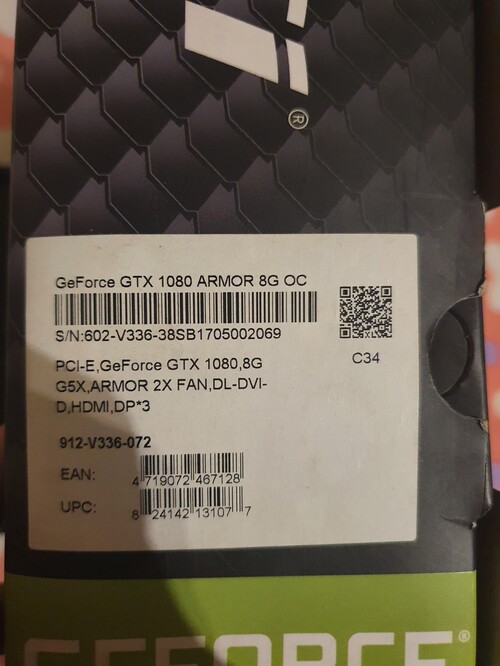 ®
GeForce GTX 1080 ARMOR 8G OC
S/N:602-V336-38SB1705002069
PCI-E,GeForce GTX 1080,8G
G5X,ARMOR 2X FAN,DL-DVI-
D,HDMI,DP*3
C34
912-V336-072
EAN: 4 719072 467128
UPC: 8 24142 13107 7
GEFORCE®